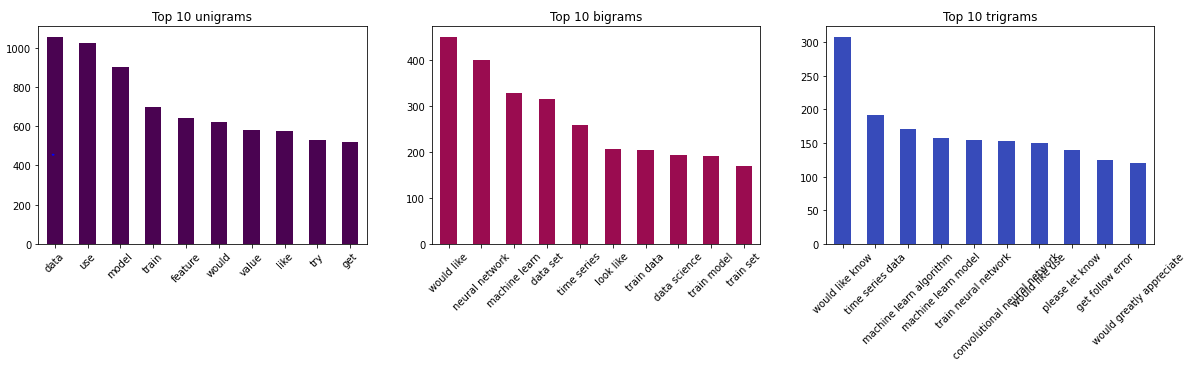 Top 10 unigrams
1000
800
600
400
200
0
data
use
model
train
feature
would
value
like
try
get
Top 10 bigrams
400
300
200
100
0
would like
neural network
machine learn
data set
time series
look like
train data
data science
train model
train set
Top 10 trigrams
300
250
200
150
100
50
0
would like know
time series data
machine learn algorithm
machine learn model
train neural network
convolutional neural network
would like use
please let know
get follow error
would greatly appreciate